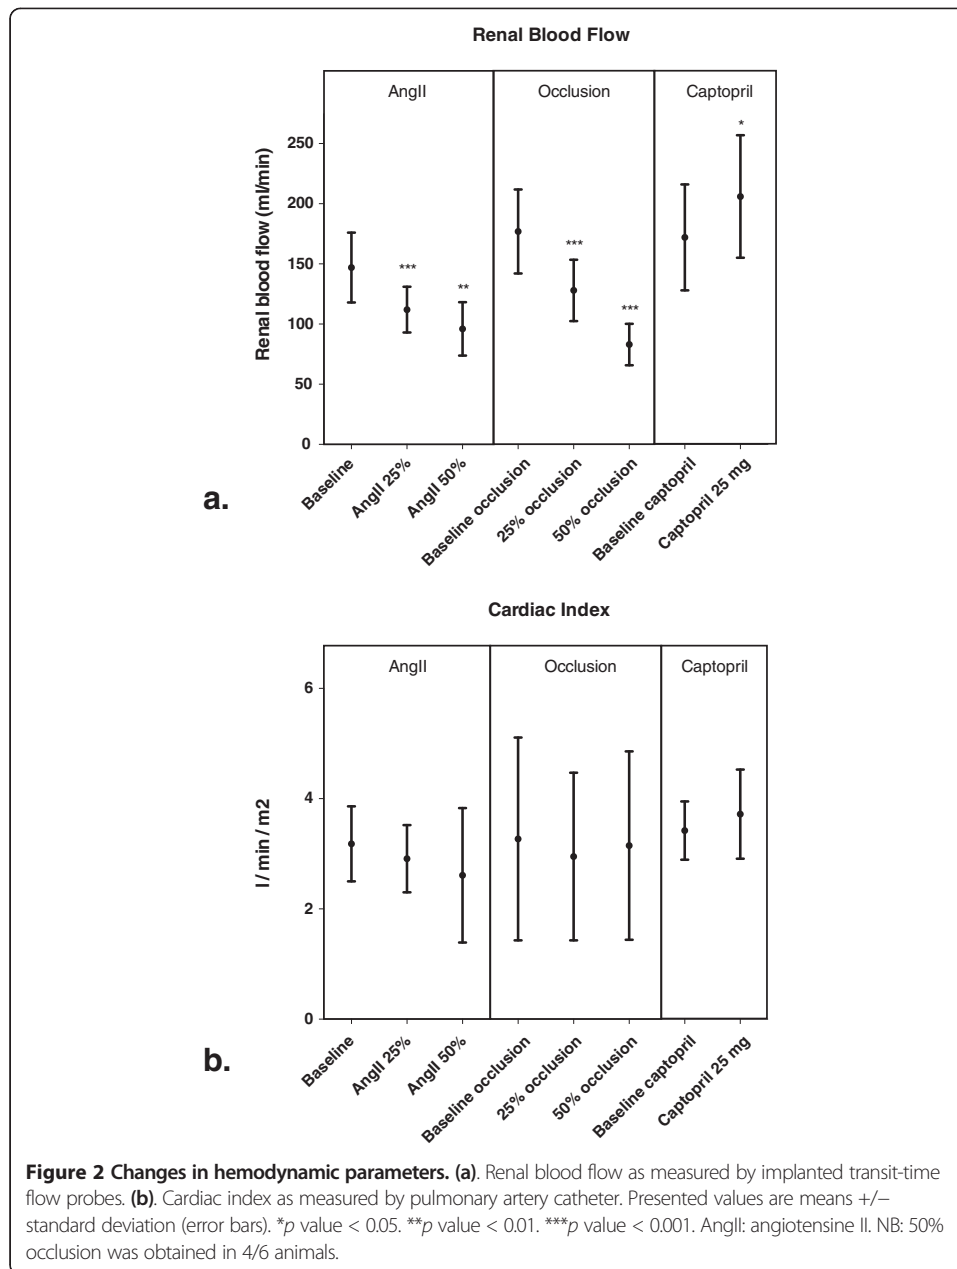 Renal Blood Flow
AngII
Occlusion
Captopril
Renal blood flow (ml/min)
250
200
150
100
50
0
***
**
***
***
*
Baseline
AngII 25%
AngII 50%
Baseline occlusion
25% occlusion
50% occlusion
Baseline captopril
Captopril 25 mg
a.
Cardiac Index
AngII
Occlusion
Captopril
l / min / m2
6
4
2
0
Baseline
AngII 25%
AngII 50%
Baseline occlusion
25% occlusion
50% occlusion
Baseline captopril
Captopril 25 mg
b.
Figure 2 Changes in hemodynamic parameters. (a). Renal blood flow as measured by implanted transit-time
flow probes. (b). Cardiac index as measured by pulmonary artery catheter. Presented values are means +/−
standard deviation (error bars). *p value < 0.05. **p value < 0.01. ***p value < 0.001. AngII: angiotensine II. NB: 50%
occlusion was obtained in 4/6 animals.